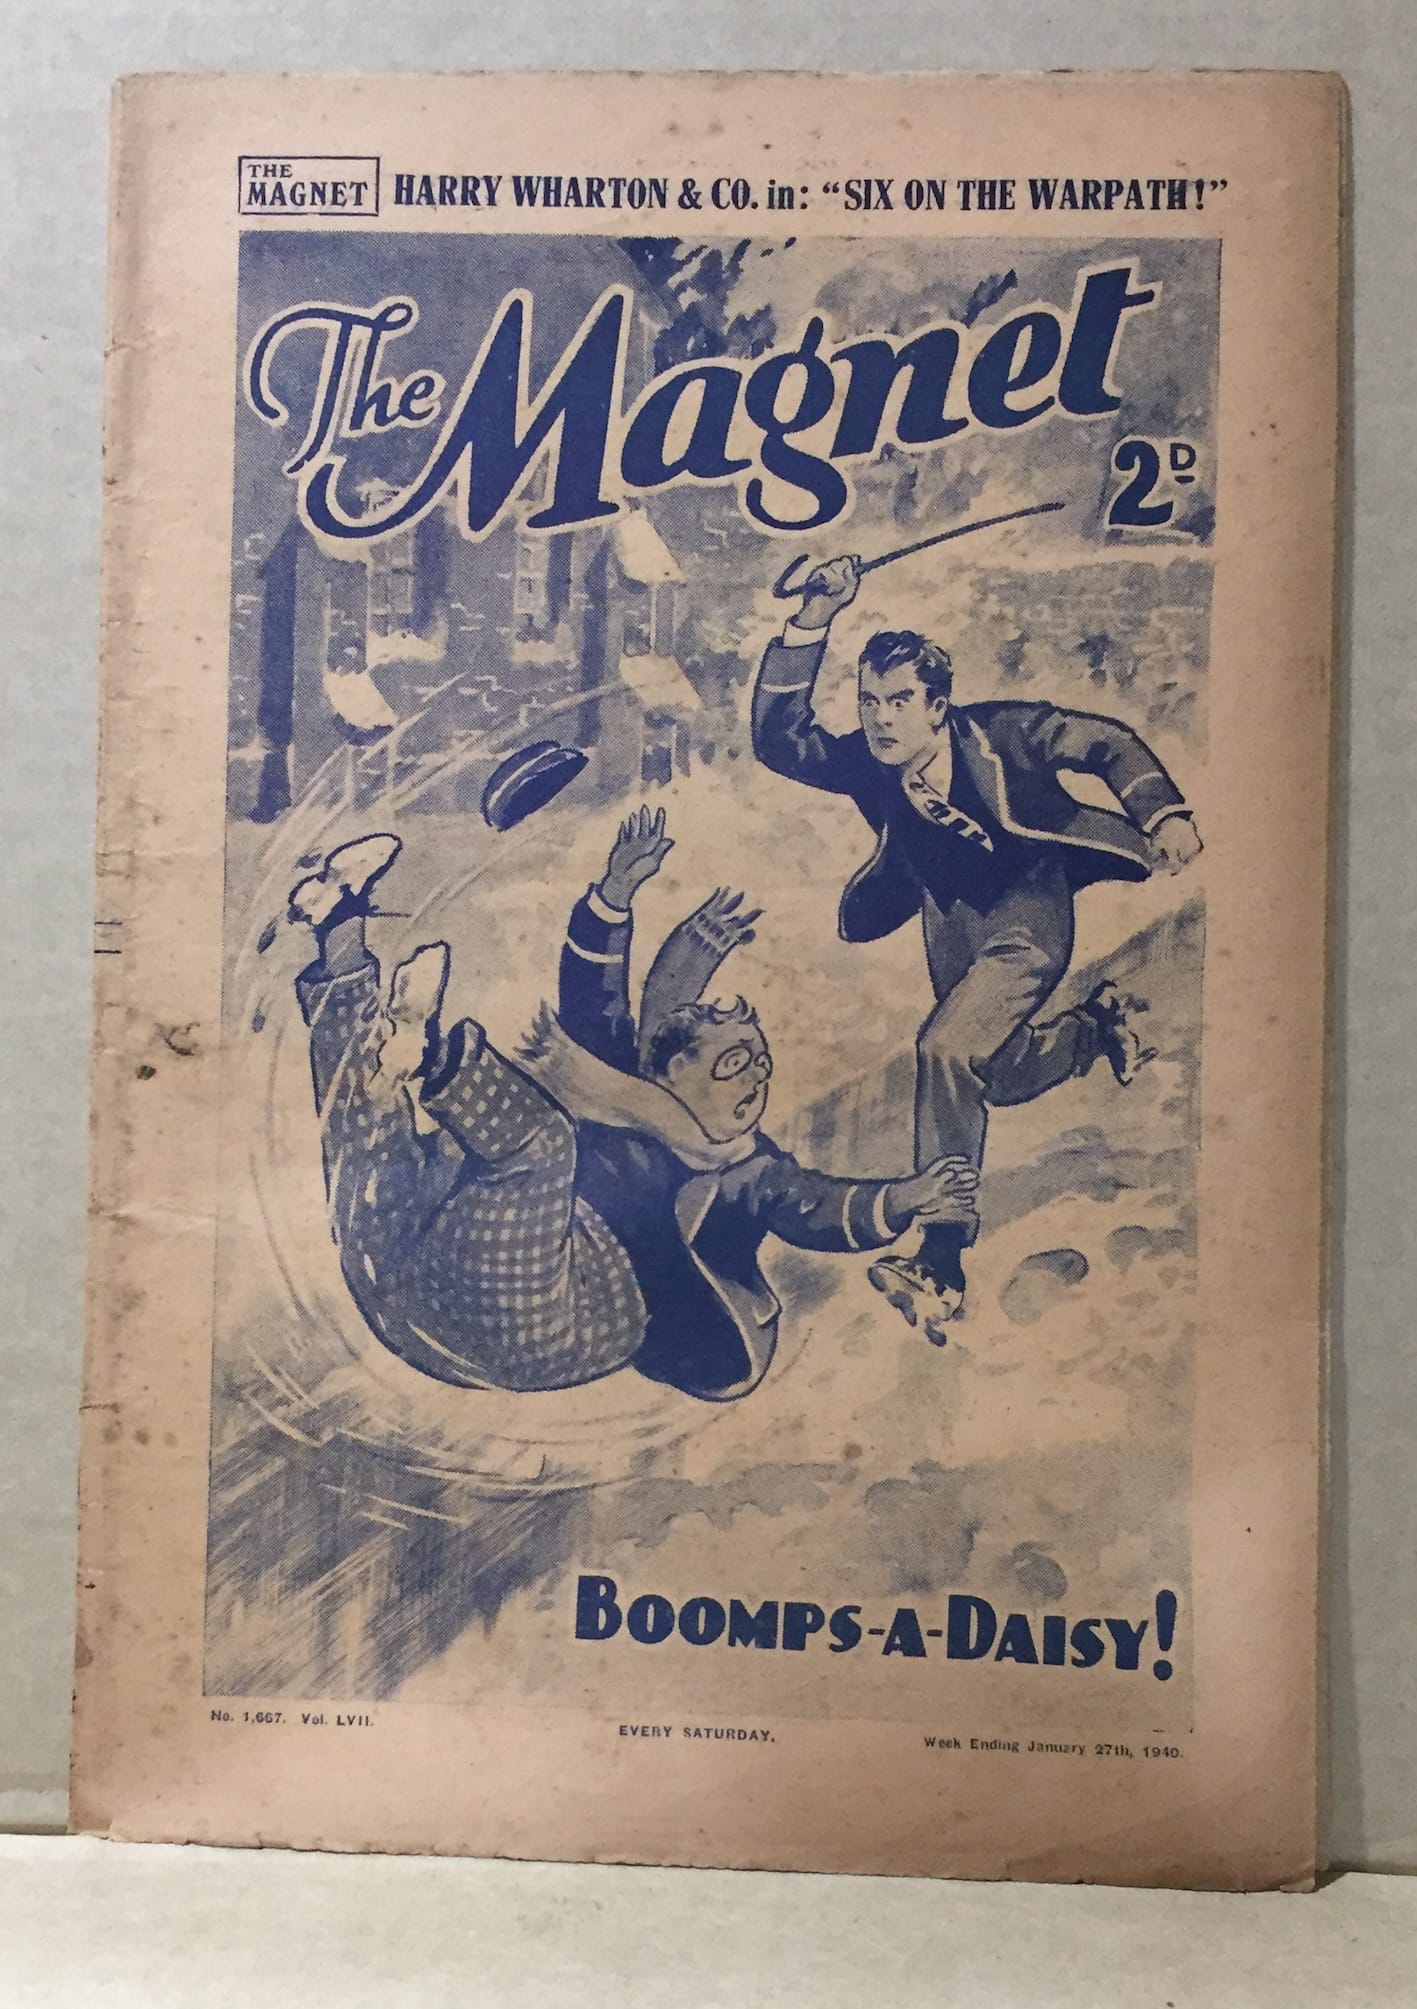 THE
MAGNET
HARRY WHARTON & CO. in: “SIX ON THE WARPATH!”
The Magnet
2D
BOOMPS-A-DAISY!
No. 1,667. Vol. LVII.
EVERY SATURDAY.
Week Ending January 27th, 1940.